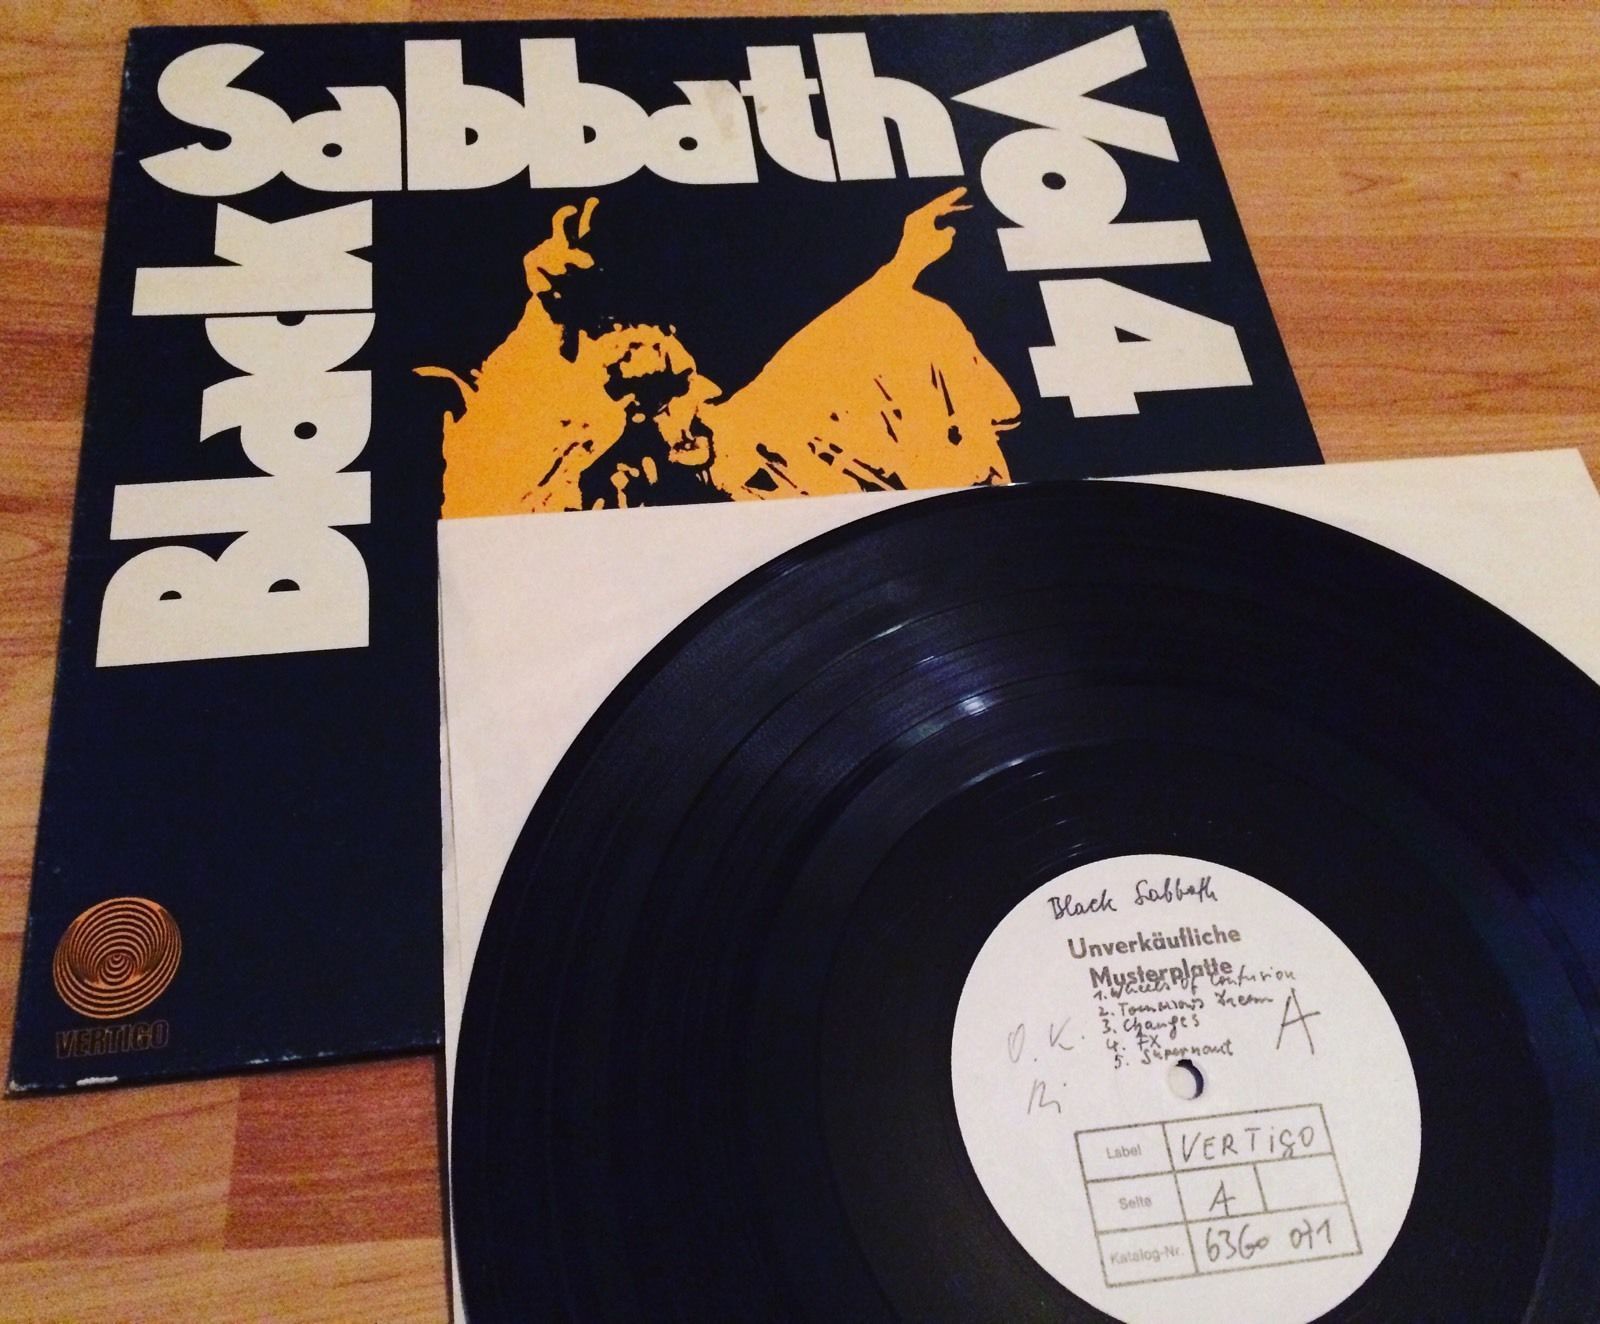 Black Sabbath Vol 4
VERTIGO
Black Sabbath
Unverkäufliche
Musterplatte
1. Wheels of Confusion
2. Tomorrows Dream
3. Changes
4. FX
5. Supernaut
A
O.K.
Label VERTIGO
Seite A
Katalog-Nr. 6360 071